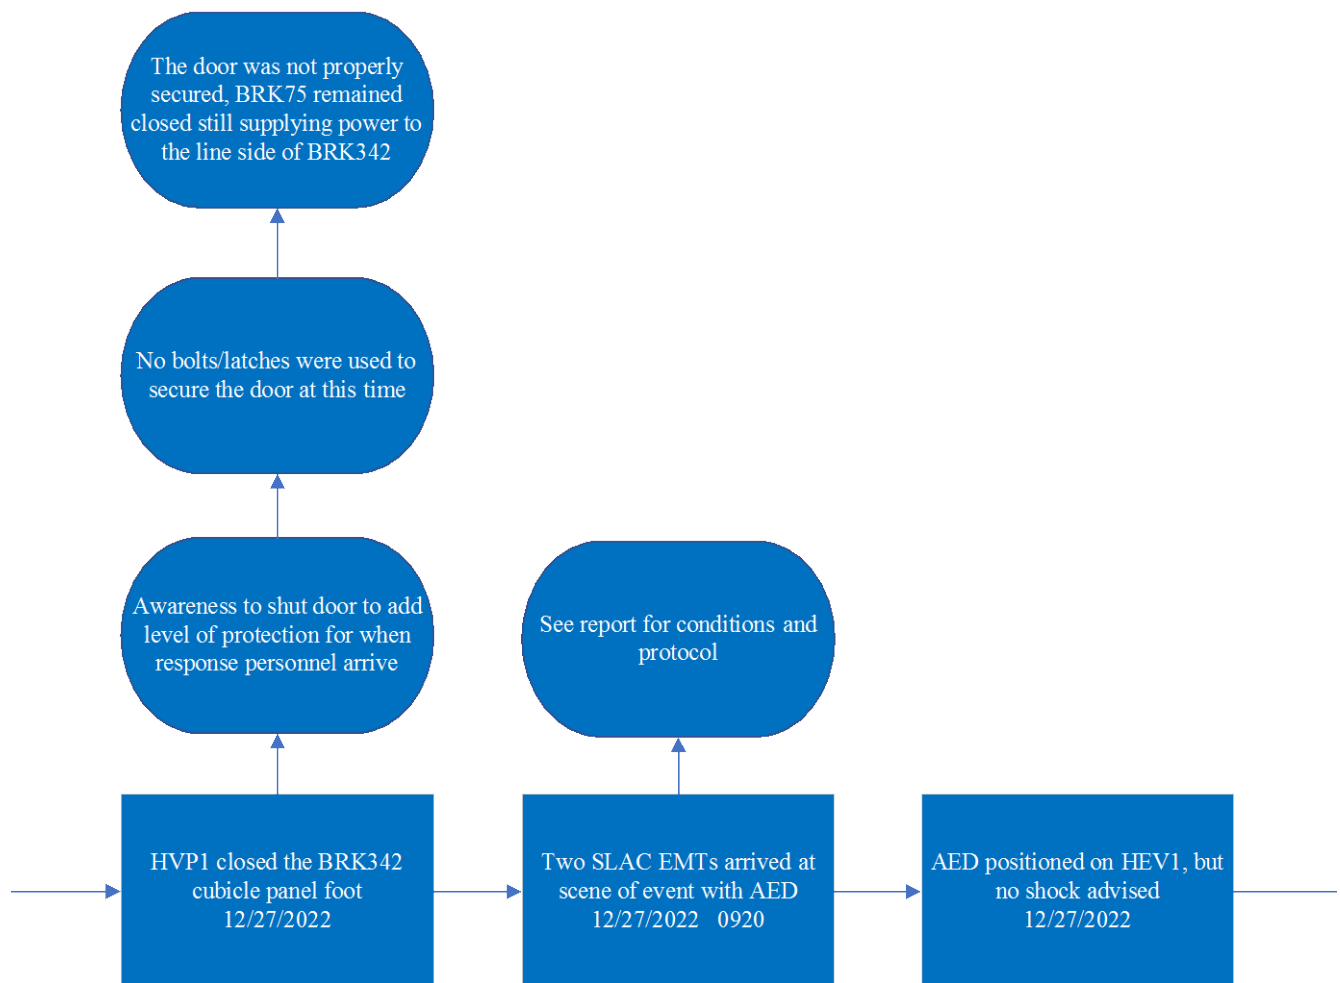 The door was not properly
secured, BRK75 remained
closed still supplying power to
the line side of BRK342
No bolts/latches were used to
secure the door at this time
Awareness to shut door to add
level of protection for when
response personnel arrive
See report for conditions and
protocol
HVP1 closed the BRK342
cubicle panel foot
12/27/2022
Two SLAC EMTs arrived at
scene of event with AED
12/27/2022   0920
AED positioned on HEV1, but
no shock advised
12/27/2022